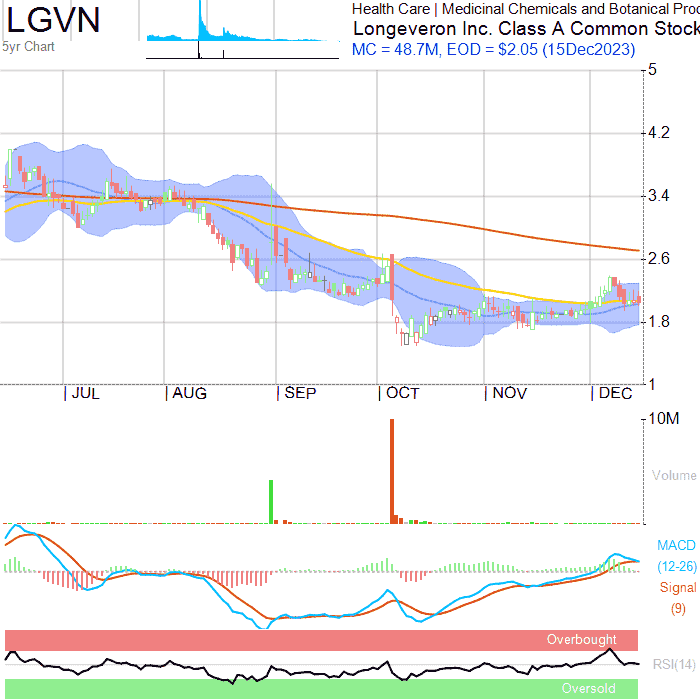 LGVN
5yr Chart
Health Care | Medicinal Chemicals and Botanical Proc
Longeveron Inc. Class A Common Stock
MC = 48.7M, EOD = $2.05 (15Dec2023)
5
4.2
3.4
2.6
1.8
1
JUL AUG SEP OCT NOV DEC
10M
Volume
MACD
(12-26)
Signal
(9)
Overbought
RSI(14)
Oversold